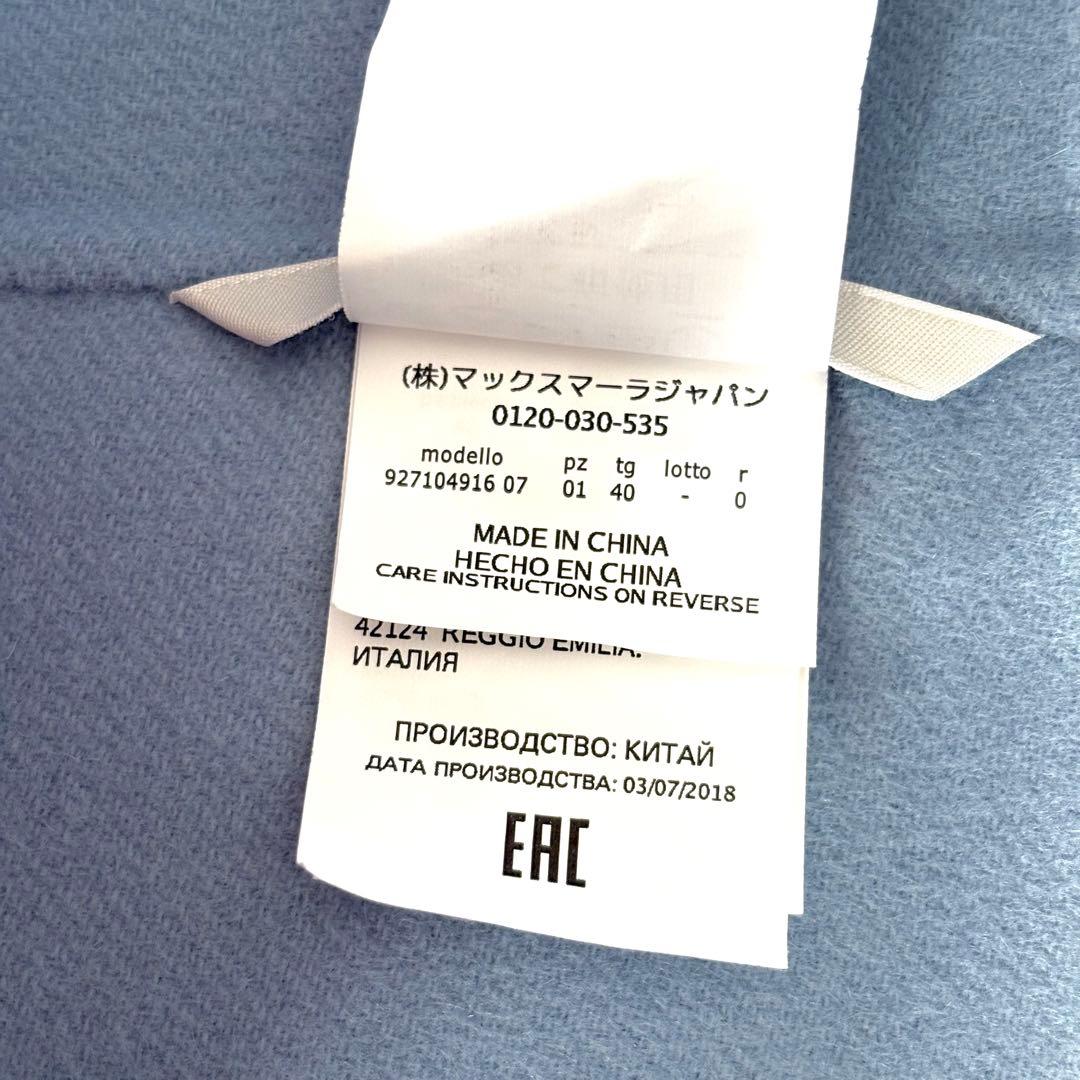 (株)マックスマーラジャパン
0120-030-535
modello pz tg lotto r
927104916 07 01 40 - 0
MADE IN CHINA
HECHO EN CHINA
CARE INSTRUCTIONS ON REVERSE
42124 REGGIO EMILIA.
ИТАЛИЯ
ПРОИЗВОДСТВО: КИТАЙ
ДАТА ПРОИЗВОДСТВА: 03/07/2018
EAC